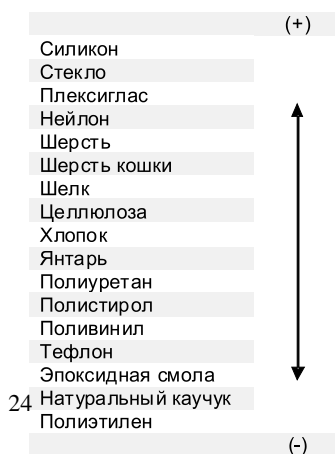 (+)
Силикон
Стекло
Плексиглас
Нейлон
Шерсть
Шерсть кошки
Шелк
Целлюлоза
Хлопок
Янтарь
Полиуретан
Полистирол
Поливинил
Тефлон
Эпоксидная смола
24 Натуральный каучук
Полиэтилен
(-)